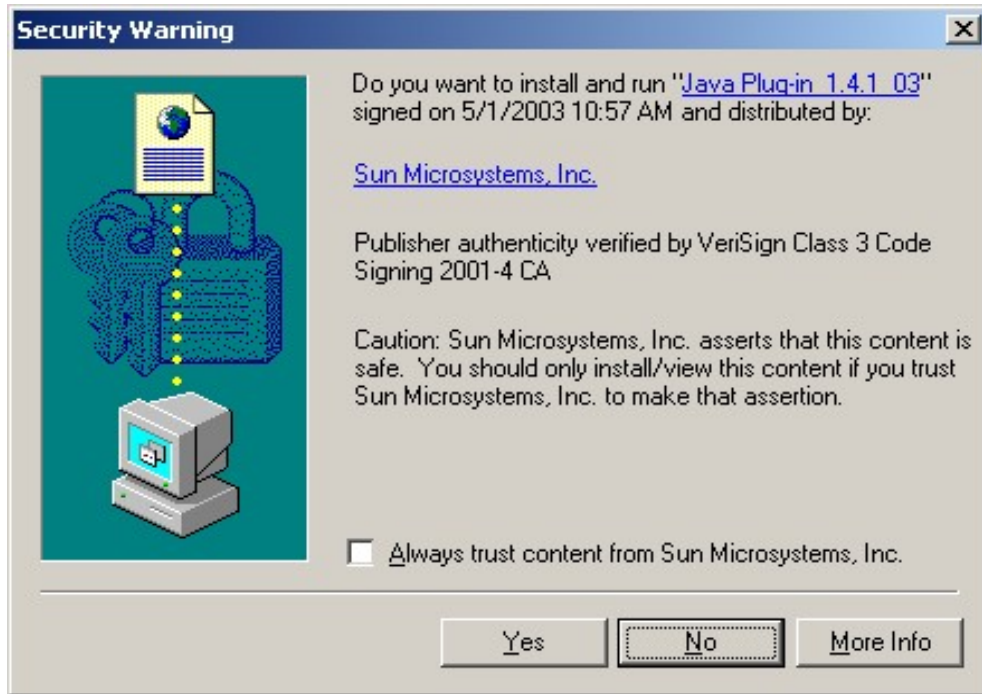 Security Warning
Do you want to install and run "Java Plug-in 1.4.1_03"
signed on 5/1/2003 10:57 AM and distributed by:
Sun Microsystems, Inc.
Publisher authenticity verified by VeriSign Class 3 Code
Signing 2001-4 CA
Caution: Sun Microsystems, Inc. asserts that this content is
safe.  You should only install/view this content if you trust
Sun Microsystems, Inc. to make that assertion.
Always trust content from Sun Microsystems, Inc.
Yes No More Info